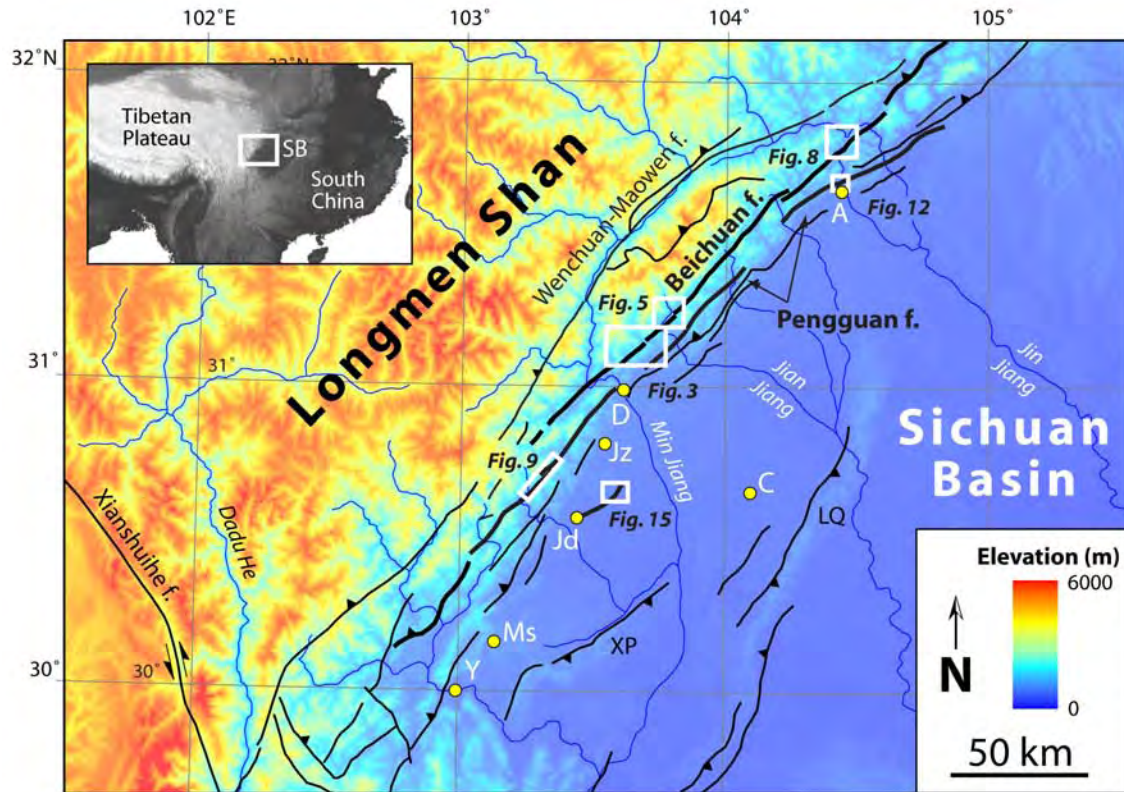 102°E
103°
104°
105°
32°N
32°N
Tibetan
Plateau
SB
South
China
Longmen Shan
Wenchuan-Maowen f.
Beichuan f.
Fig. 8
A
Fig. 12
Fig. 5
Pengguan f.
31°
31°
Fig. 3
Jian
Jiang
Jin
Jiang
D
Jz
Min Jiang
Sichuan
Basin
Fig. 9
C
Fig. 15
Jd
LQ
Xianshuihe f.
Dadu He
Ms
XP
30°
30°
Y
N
Elevation (m)
6000
0
50 km